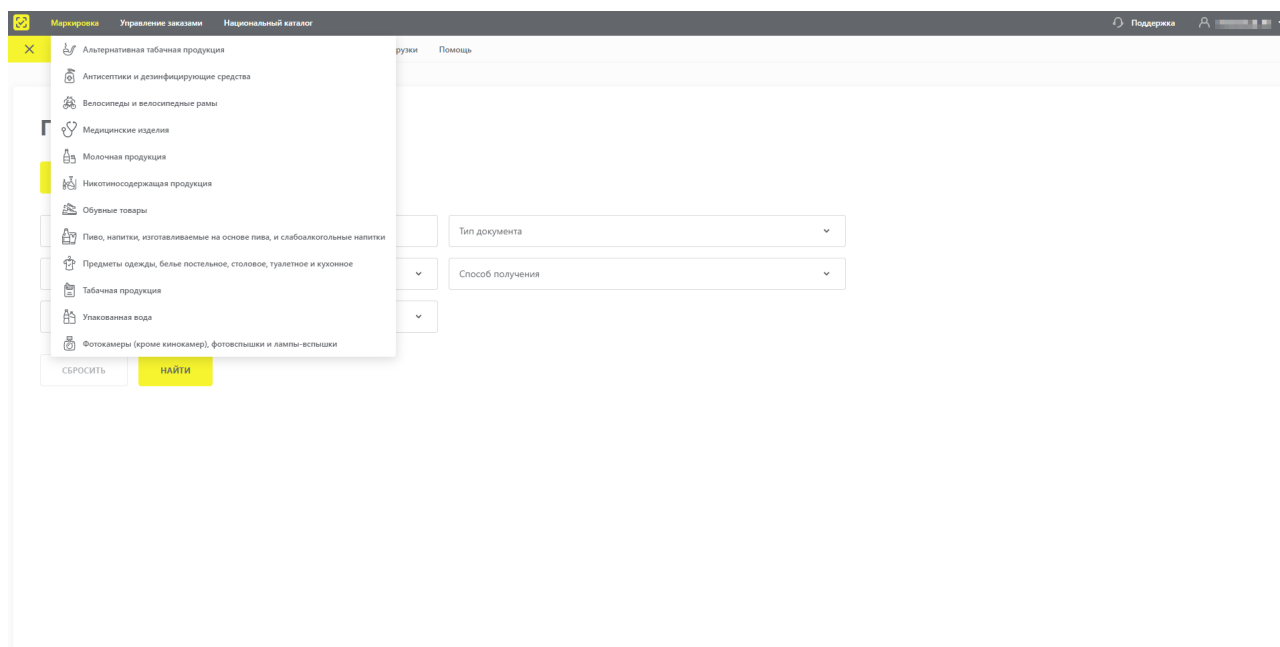 Маркировка Управление заказами Национальный каталог Поддержка
Альтернативная табачная продукция
Помощь
Антисептики и дезинфицирующие средства
Велосипеды и велосипедные рамы
Медицинские изделия
Молочная продукция
Никотиносодержащая продукция
Обувные товары
Тип документа
Пиво, напитки, изготавливаемые на основе пива, и слабоалкогольные напитки
Предметы одежды, белье постельное, столовое, туалетное и кухонное
Способ получения
Табачная продукция
Упакованная вода
Фотокамеры (кроме кинокамер), фотовспышки и лампы-вспышки
СБРОСИТЬ НАЙТИ